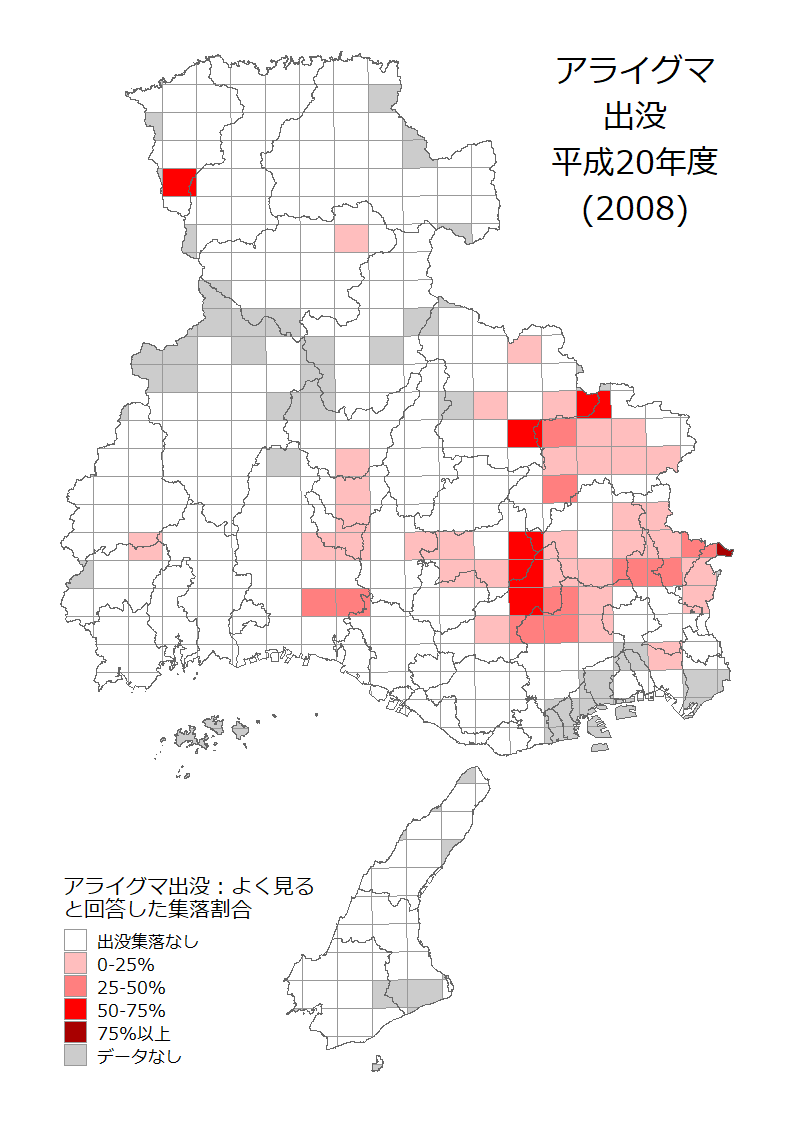 アライグマ
出没
平成20年度
(2008)
アライグマ出没：よく見る
と回答した集落割合
出没集落なし
0-25%
25-50%
50-75%
75%以上
データなし